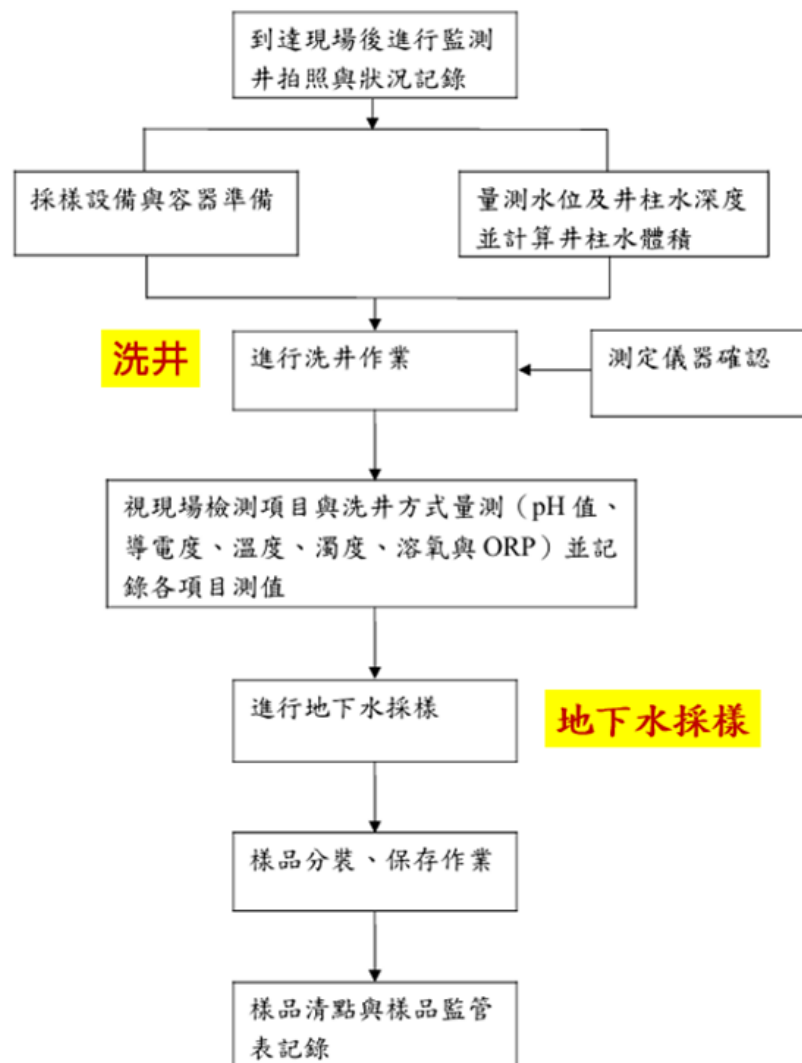 到達現場後進行監測
井拍照與狀況記錄
採樣設備與容器準備
量測水位及井柱水深度
並計算井柱水體積
洗井
進行洗井作業
測定儀器確認
視現場檢測項目與洗井方式量測（pH 值、
導電度、溫度、濁度、溶氧與 ORP）並記
錄各項目測值
進行地下水採樣
地下水採樣
樣品分裝、保存作業
樣品清點與樣品監管
表記錄